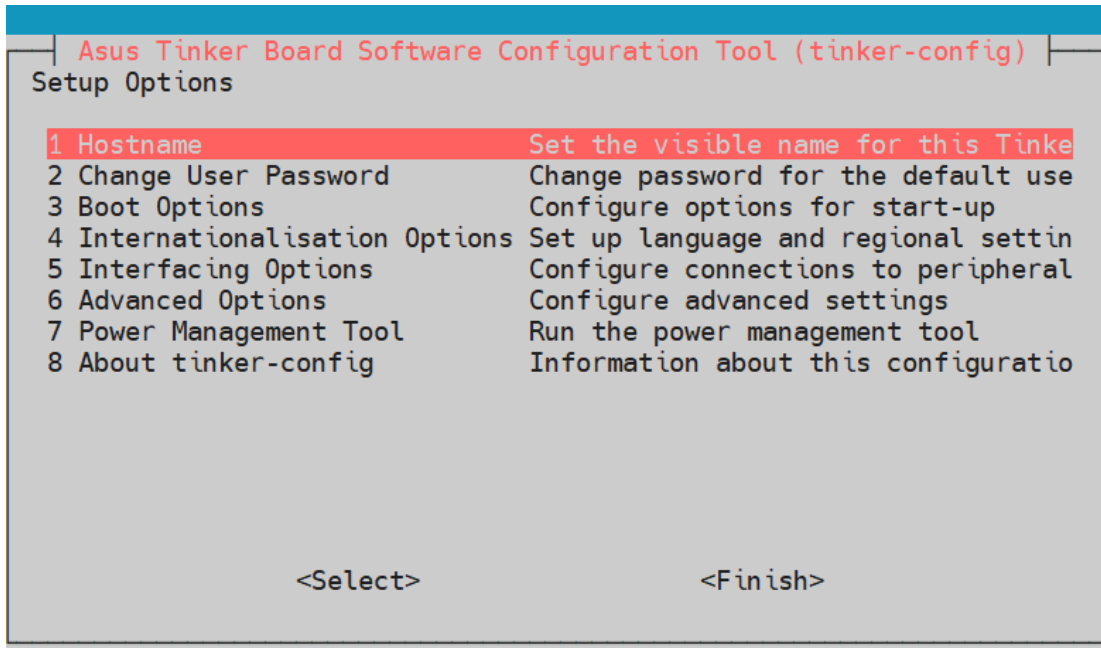 Asus Tinker Board Software Configuration Tool (tinker-config)
Setup Options
1 Hostname Set the visible name for this Tinke
2 Change User Password Change password for the default use
3 Boot Options Configure options for start-up
4 Internationalisation Options Set up language and regional settin
5 Interfacing Options Configure connections to peripheral
6 Advanced Options Configure advanced settings
7 Power Management Tool Run the power management tool
8 About tinker-config Information about this configuratio
<Select> <Finish>